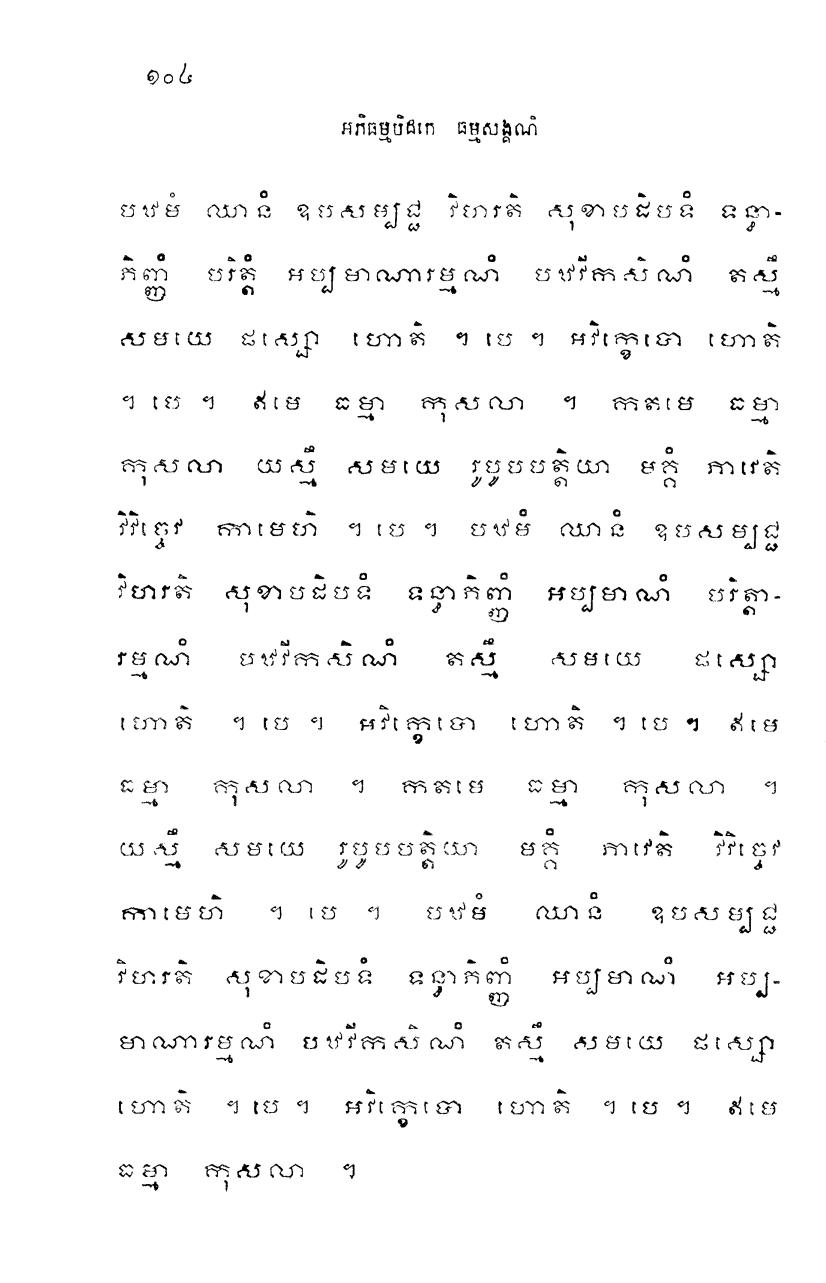 ១០៤
អភិធម្មបិដកេ ធម្មសង្គណិំ
បឋមំ ឈានំ ឧបសម្បជ្ជ វិហរតិ សុខាបដិបទំ ទន្ធា-
ភិញ្ញំ បរិត្តំ អប្បមាណារម្មណំ បឋវីកសិណំ តស្មឹ
សមយេ ផស្សោ ហោតិ ។ បេ ។ អវិក្ខេទោ ហោតិ
។ បេ ។ ឥមេ ធម្មា កុសលា ។ កតមេ ធម្មា
កុសលា យស្មឹ សមយេ រូបូបបត្តិយា មគ្គំ ភាវេតិ
វិវិច្ចេវ កាមេហិ ។ បេ ។ បឋមំ ឈានំ ឧបសម្បជ្ជ
វិហរតិ សុខាបដិបទំ ទន្ធាភិញ្ញំ អប្បមាណំ បរិត្តា-
រម្មណំ បឋវីកសិណំ តស្មឹ សមយេ ផស្សោ
ហោតិ ។ បេ ។ អវិក្ខេទោ ហោតិ ។ បេ ។ ឥមេ
ធម្មា កុសលា ។ កតមេ ធម្មា កុសលា ។
យស្មឹ សមយេ រូបូបបត្តិយា មគ្គំ ភាវេតិ វិវិច្ចេវ
កាមេហិ ។ បេ ។ បឋមំ ឈានំ ឧបសម្បជ្ជ
វិហរតិ សុខាបដិបទំ ទន្ធាភិញ្ញំ អប្បមាណំ អប្ប-
មាណារម្មណំ បឋវីកសិណំ តស្មឹ សមយេ ផស្សោ
ហោតិ ។ បេ ។ អវិក្ខេទោ ហោតិ ។ បេ ។ ឥមេ
ធម្មា កុសលា ។